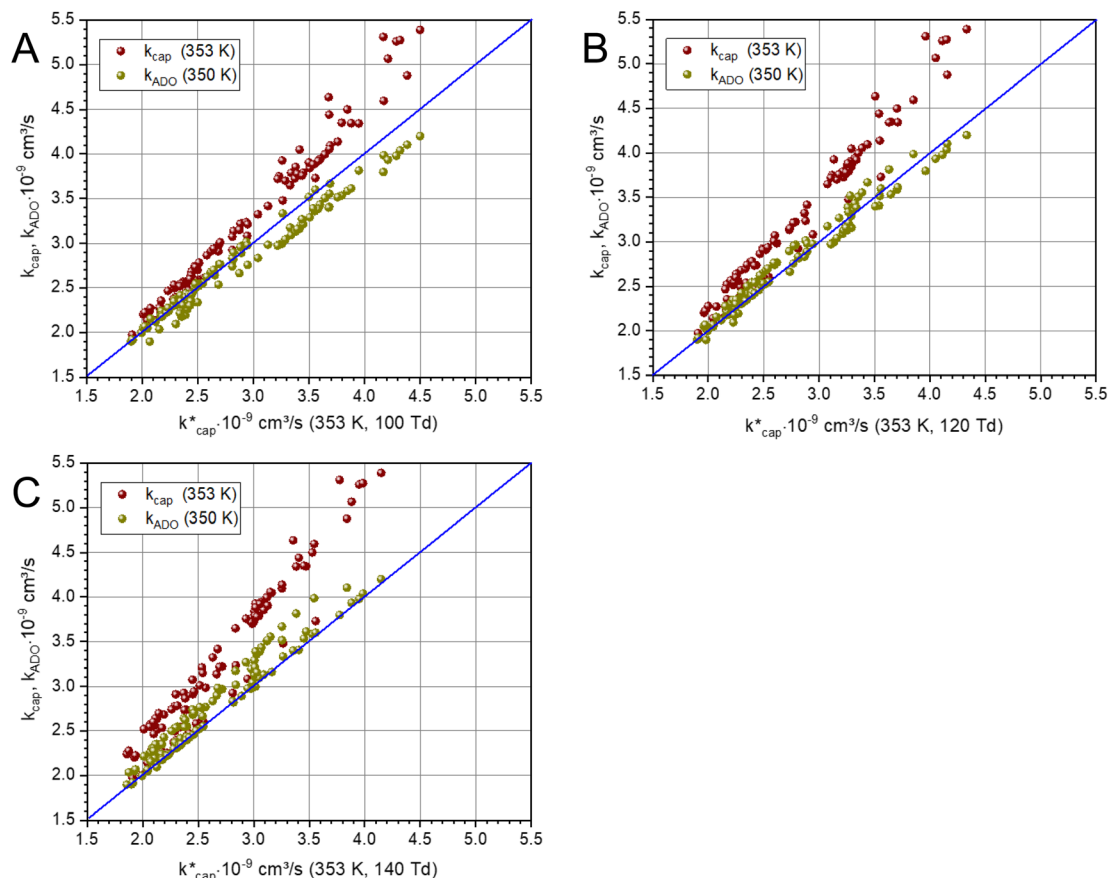 A
5.5
5.0
4.5
4.0
3.5
3.0
2.5
2.0
1.5
k_cap, k_ADO·10⁻⁹ cm³/s
k_cap (353 K)
k_ADO (350 K)
1.5 2.0 2.5 3.0 3.5 4.0 4.5 5.0 5.5
k*_cap·10⁻⁹ cm³/s (353 K, 100 Td)
B
5.5
5.0
4.5
4.0
3.5
3.0
2.5
2.0
1.5
k_cap, k_ADO·10⁻⁹ cm³/s
k_cap (353 K)
k_ADO (350 K)
1.5 2.0 2.5 3.0 3.5 4.0 4.5 5.0 5.5
k*_cap·10⁻⁹ cm³/s (353 K, 120 Td)
C
5.5
5.0
4.5
4.0
3.5
3.0
2.5
2.0
1.5
k_cap, k_ADO·10⁻⁹ cm³/s
k_cap (353 K)
k_ADO (350 K)
1.5 2.0 2.5 3.0 3.5 4.0 4.5 5.0 5.5
k*_cap·10⁻⁹ cm³/s (353 K, 140 Td)